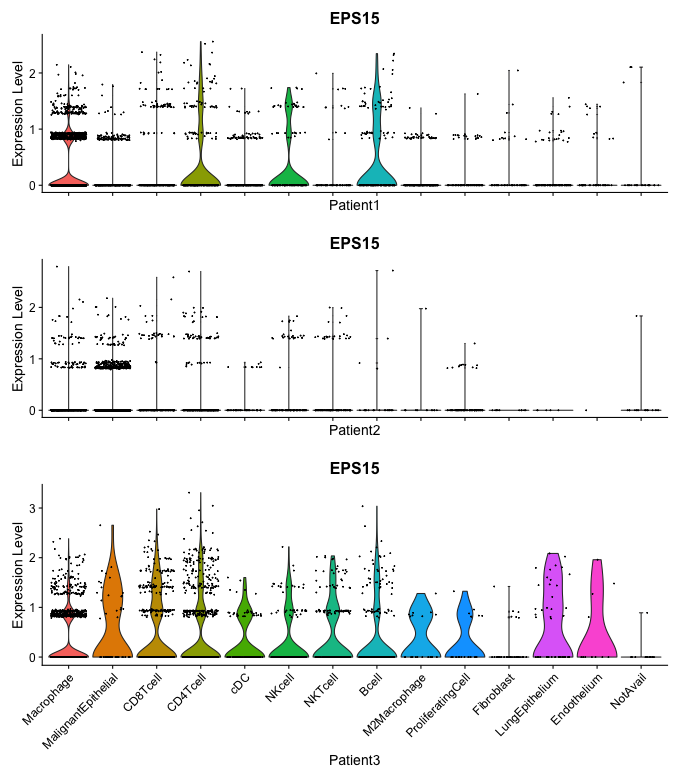 EPS15
Expression Level
2
1
0
Patient1
EPS15
Expression Level
2
1
0
Patient2
EPS15
Expression Level
3
2
1
0
Macrophage
MalignantEpithelial
CD8Tcell
CD4Tcell
cDC
NKcell
NKTcell
Bcell
M2Macrophage
ProliferatingCell
Fibroblast
LungEpithelium
Endothelium
NotAvail
Patient3